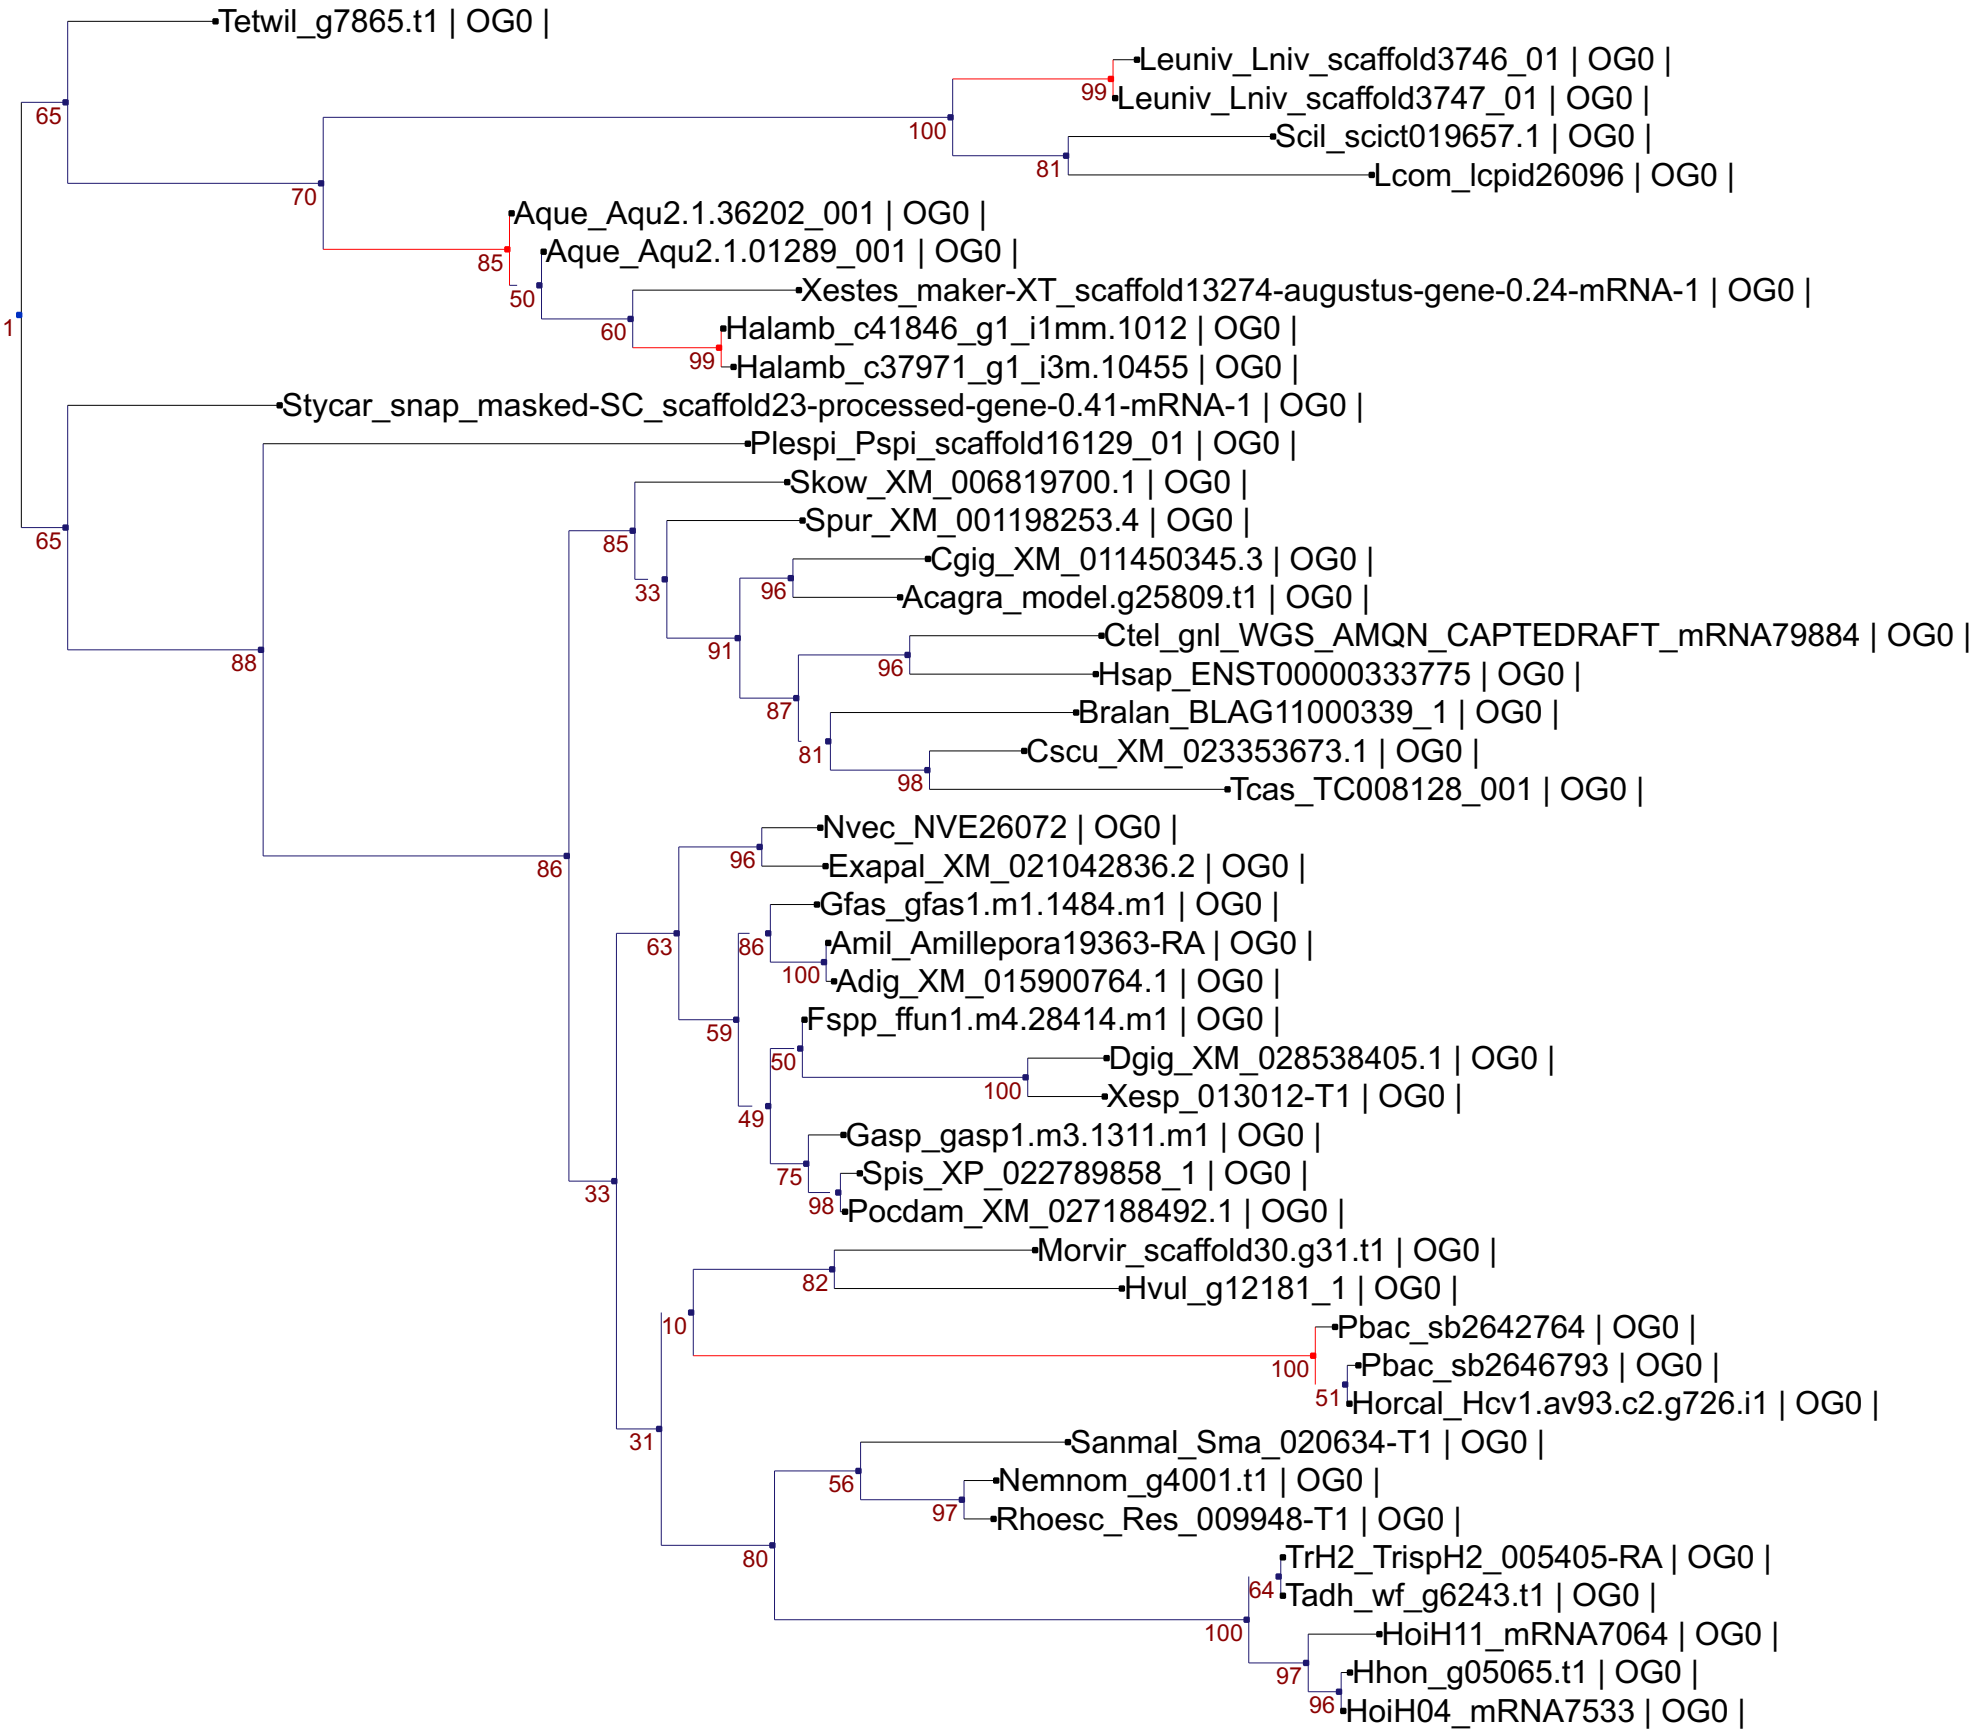 Tetwil_g7865.t1 | OG0 |
Leuniv_Lniv_scaffold3746_01 | OG0 |
99
Leuniv_Lniv_scaffold3747_01 | OG0 |
65
100
Scil_scict019657.1 | OG0 |
81
Lcom_lcpid26096 | OG0 |
70
Aque_Aqu2.1.36202_001 | OG0 |
Aque_Aqu2.1.01289_001 | OG0 |
85
Xestes_maker-XT_scaffold13274-augustus-gene-0.24-mRNA-1 | OG0 |
50
1
60
Halamb_c41846_g1_i1mm.1012 | OG0 |
99
Halamb_c37971_g1_i3m.10455 | OG0 |
Stycar_snap_masked-SC_scaffold23-processed-gene-0.41-mRNA-1 | OG0 |
Plespi_Pspi_scaffold16129_01 | OG0 |
Skow_XM_006819700.1 | OG0 |
Spur_XM_001198253.4 | OG0 |
65
85
Cgig_XM_011450345.3 | OG0 |
33
96
Acagra_model.g25809.t1 | OG0 |
Ctel_gnl_WGS_AMQN_CAPTEDRAFT_mRNA79884 | OG0 |
91
88
96
Hsap_ENST00000333775 | OG0 |
87
Bralan_BLAG11000339_1 | OG0 |
81
Cscu_XM_023353673.1 | OG0 |
98
Tcas_TC008128_001 | OG0 |
Nvec_NVE26072 | OG0 |
96
86
Exapal_XM_021042836.2 | OG0 |
Gfas_gfas1.m1.1484.m1 | OG0 |
63
86
Amil_Amillepora19363-RA | OG0 |
100
Adig_XM_015900764.1 | OG0 |
59
Fspp_ffun1.m4.28414.m1 | OG0 |
50
Dgig_XM_028538405.1 | OG0 |
100
Xesp_013012-T1 | OG0 |
49
Gasp_gasp1.m3.1311.m1 | OG0 |
75
Spis_XP_022789858_1 | OG0 |
33
98
Pocdam_XM_027188492.1 | OG0 |
Morvir_scaffold30.g31.t1 | OG0 |
82
Hvul_g12181_1 | OG0 |
10
Pbac_sb2642764 | OG0 |
100
Pbac_sb2646793 | OG0 |
51
Horcal_Hcv1.av93.c2.g726.i1 | OG0 |
31
Sanmal_Sma_020634-T1 | OG0 |
56
Nemnom_g4001.t1 | OG0 |
97
Rhoesc_Res_009948-T1 | OG0 |
80
TrH2_TrispH2_005405-RA | OG0 |
64
Tadh_wf_g6243.t1 | OG0 |
100
HoiH11_mRNA7064 | OG0 |
97
Hhon_g05065.t1 | OG0 |
96
HoiH04_mRNA7533 | OG0 |